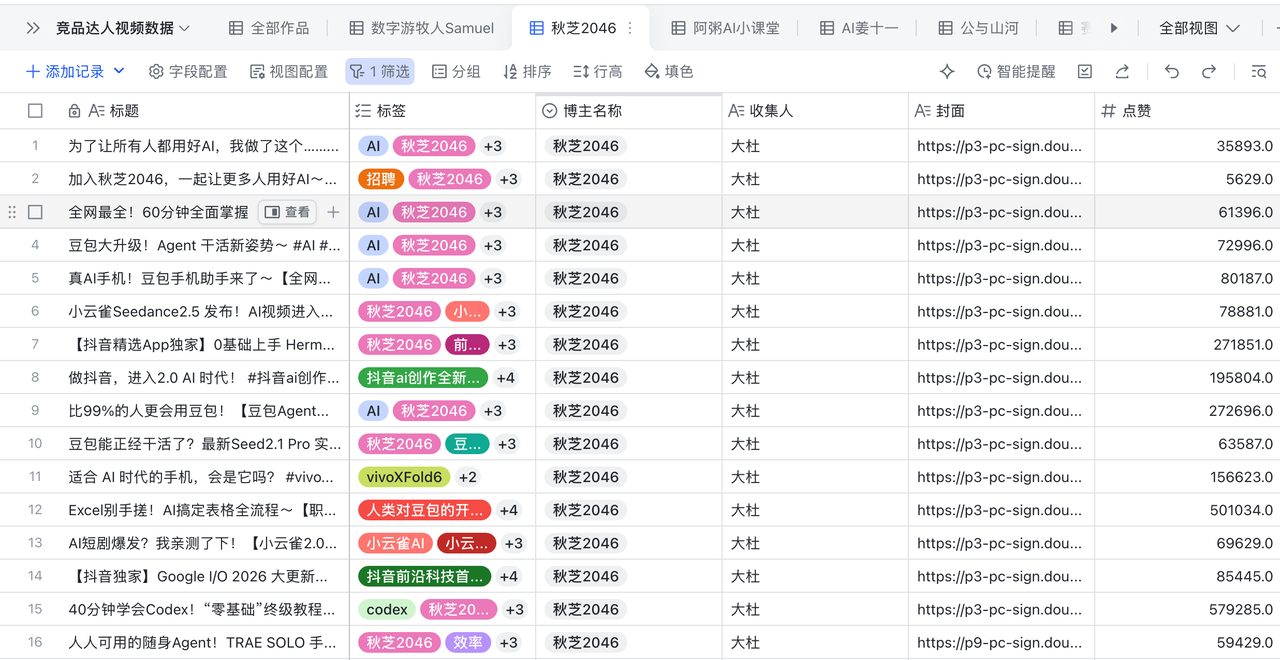 竞品达人视频数据 全部作品 数字游牧人Samuel 秋芝2046 阿粥AI小课堂 AI姜十一 公与山河 全部视图
添加记录 字段配置 视图配置 1 筛选 分组 排序 行高 填色 智能提醒
标题 标签 博主名称 收集人 封面 点赞
1 为了让所有人都用好AI，我做了这个…… AI 秋芝2046 +3 秋芝2046 大杜 https://p3-pc-sign.dou... 35893.0
2 加入秋芝2046，一起让更多人用好AI～... 招聘 秋芝2046 +3 秋芝2046 大杜 https://p3-pc-sign.dou... 5629.0
全网最全！60分钟全面掌握 查看 AI 秋芝2046 +3 秋芝2046 大杜 https://p3-pc-sign.dou... 61396.0
4 豆包大升级！Agent 干活新姿势～ #AI #... AI 秋芝2046 +3 秋芝2046 大杜 https://p3-pc-sign.dou... 72996.0
5 真AI手机！豆包手机助手来了～【全网... AI 秋芝2046 +3 秋芝2046 大杜 https://p3-pc-sign.dou... 80187.0
6 小云雀Seedance2.5 发布！AI视频进入... 秋芝2046 小... +3 秋芝2046 大杜 https://p3-pc-sign.dou... 78881.0
7 【抖音精选App独家】0基础上手 Herm... 秋芝2046 前... +3 秋芝2046 大杜 https://p3-pc-sign.dou... 271851.0
8 做抖音，进入2.0 AI 时代！ #抖音ai创作... 抖音ai创作全新... +4 秋芝2046 大杜 https://p3-pc-sign.dou... 195804.0
9 比99%的人更会用豆包！【豆包Agent... AI 秋芝2046 +3 秋芝2046 大杜 https://p3-pc-sign.dou... 272696.0
10 豆包能正经干活了？最新Seed2.1 Pro 实... 秋芝2046 豆... +3 秋芝2046 大杜 https://p3-pc-sign.dou... 63587.0
11 适合 AI 时代的手机，会是它吗？ #vivo... vivoXFold6 +2 秋芝2046 大杜 https://p3-pc-sign.dou... 156623.0
12 Excel别手搓！AI搞定表格全流程～【职... 人类对豆包的开... +4 秋芝2046 大杜 https://p3-pc-sign.dou... 501034.0
13 AI短剧爆发？我亲测了下！【小云雀2.0... 小云雀AI 小云... +3 秋芝2046 大杜 https://p3-pc-sign.dou... 69629.0
14 【抖音独家】Google I/O 2026 大更新... 抖音前沿科技首... +4 秋芝2046 大杜 https://p3-pc-sign.dou... 85445.0
15 40分钟学会Codex！“零基础”终级教程... codex 秋芝20... +3 秋芝2046 大杜 https://p3-pc-sign.dou... 579285.0
16 人人可用的随身Agent！TRAE SOLO 手... 秋芝2046 效率 +3 秋芝2046 大杜 https://p9-pc-sign.dou... 59429.0